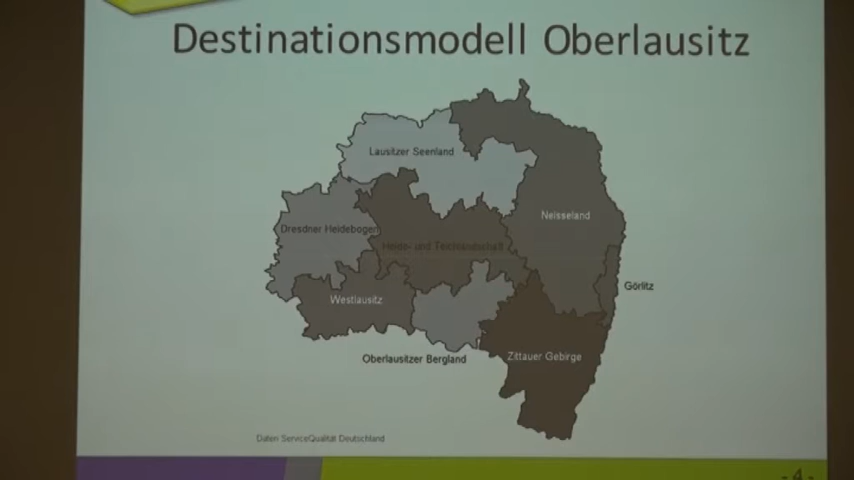 Destinationsmodell Oberlausitz
Lausitzer Seenland
Neisseland
Dresdner Heidebogen
Heide- und Teichlandschaft
Görlitz
Westlausitz
Zittauer Gebirge
Oberlausitzer Bergland
Daten ServiceQualität Deutschland